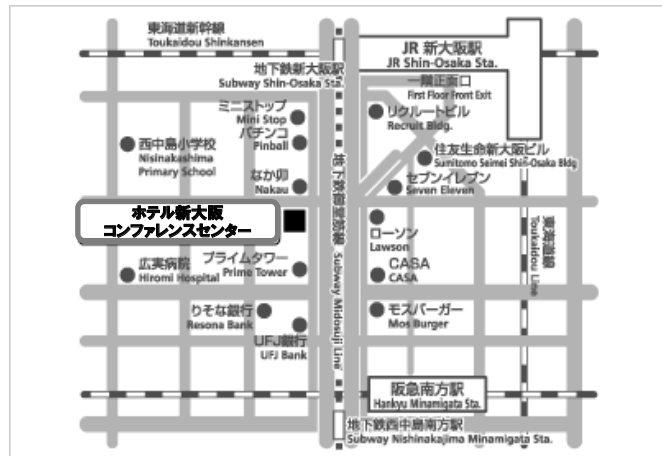 東海道新幹線
Toukaidou Shinkansen
JR 新大阪駅
JR Shin-Osaka Sta.
地下鉄新大阪駅
Subway Shin-Osaka Sta.
一階正面口
First Floor Front Exit
ミニストップ
Mini Stop
リクルートビル
Recruit Bldg.
パチンコ
Pinball
西中島小学校
Nisinakashima
Primary School
住友生命新大阪ビル
Sumitomo Seimei Shin-Osaka Bldg
なか卯
Nakau
セブンイレブン
Seven Eleven
ホテル新大阪
コンファレンスセンター
地下鉄御堂筋線 Subway Midosuji Line
ローソン
Lawson
東海道線
Toukaidou Line
広実病院
Hiromi Hospital
プライムタワー
Prime Tower
CASA
CASA
りそな銀行
Resona Bank
モスバーガー
Mos Burger
UFJ銀行
UFJ Bank
阪急南方駅
Hankyu Minamigata Sta.
地下鉄西中島南方駅
Subway Nishinakajima Minamigata Sta.